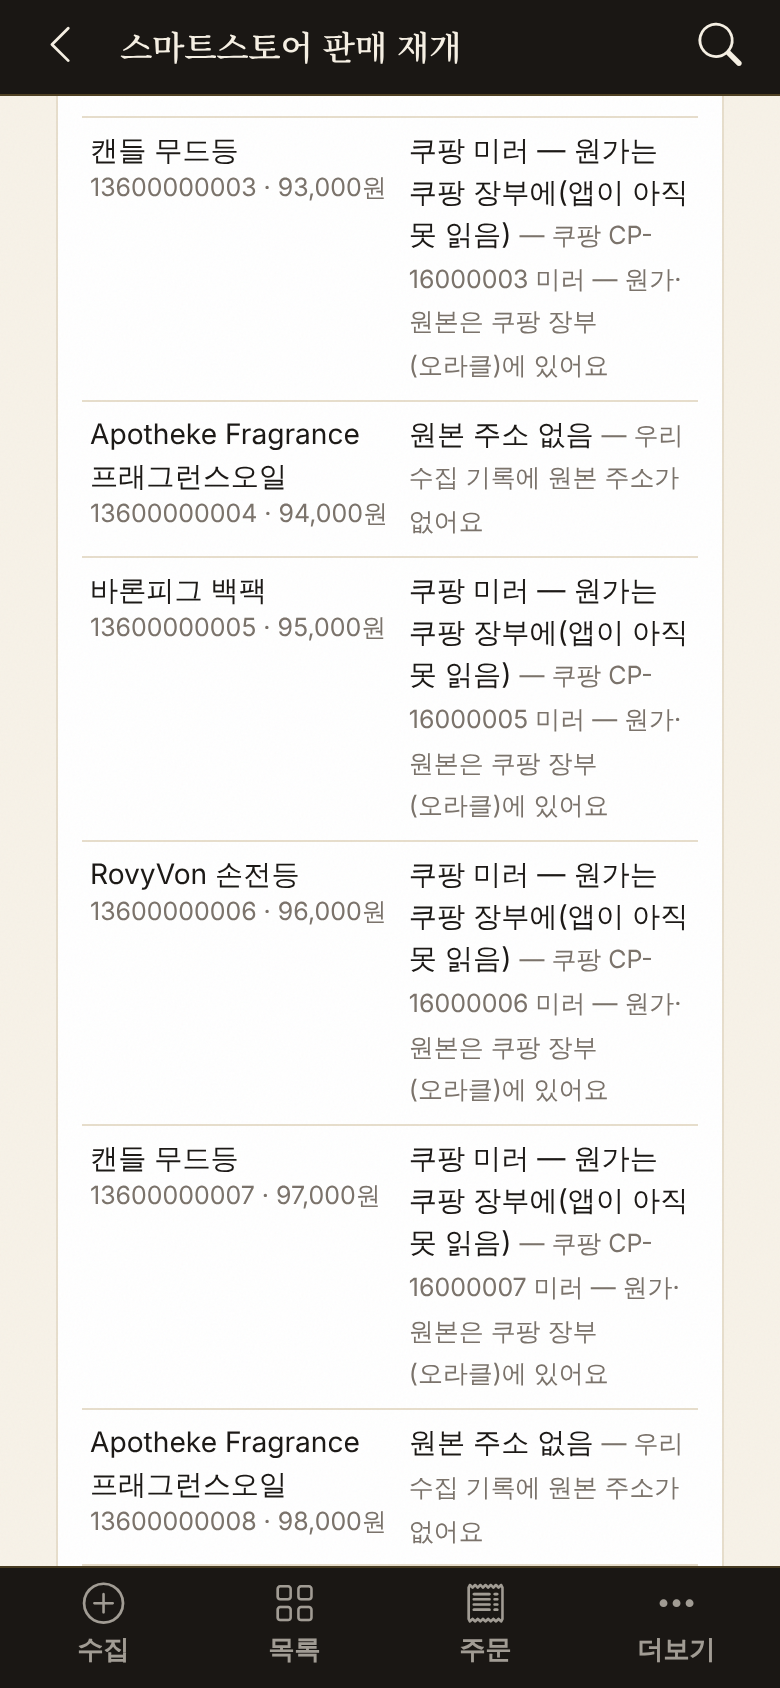 스마트스토어 판매 재개
캔들 무드등
13600000003 · 93,000원
쿠팡 미러 — 원가는
쿠팡 장부에(앱이 아직
못 읽음) — 쿠팡 CP-
16000003 미러 — 원가·
원본은 쿠팡 장부
(오라클)에 있어요
Apotheke Fragrance
프래그런스오일
13600000004 · 94,000원
원본 주소 없음 — 우리
수집 기록에 원본 주소가
없어요
바론피그 백팩
13600000005 · 95,000원
쿠팡 미러 — 원가는
쿠팡 장부에(앱이 아직
못 읽음) — 쿠팡 CP-
16000005 미러 — 원가·
원본은 쿠팡 장부
(오라클)에 있어요
RovyVon 손전등
13600000006 · 96,000원
쿠팡 미러 — 원가는
쿠팡 장부에(앱이 아직
못 읽음) — 쿠팡 CP-
16000006 미러 — 원가·
원본은 쿠팡 장부
(오라클)에 있어요
캔들 무드등
13600000007 · 97,000원
쿠팡 미러 — 원가는
쿠팡 장부에(앱이 아직
못 읽음) — 쿠팡 CP-
16000007 미러 — 원가·
원본은 쿠팡 장부
(오라클)에 있어요
Apotheke Fragrance
프래그런스오일
13600000008 · 98,000원
원본 주소 없음 — 우리
수집 기록에 원본 주소가
없어요
수집
목록
주문
더보기